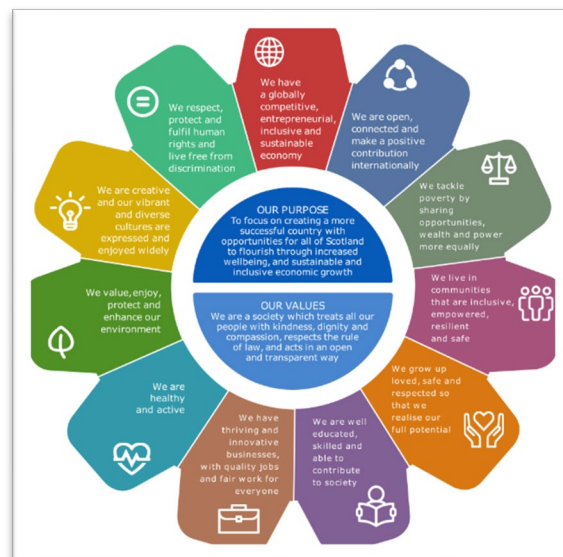 We have
a globally
competitive,
entrepreneurial,
inclusive and
sustainable
economy
We are open,
connected and
make a positive
contribution
internationally
We tackle
poverty by
sharing
opportunities,
wealth and power
more equally
We live in
communities
that are inclusive,
empowered,
resilient
and safe
We grow up
loved, safe and
respected so
that we
realise our
full potential
We are well
educated,
skilled and
able to
contribute
to society
We have
thriving and
innovative
businesses,
with quality jobs
and fair work for
everyone
We are
healthy
and active
We value, enjoy,
protect and
enhance our
environment
We are creative
and our vibrant
and diverse
cultures are
expressed and
enjoyed widely
We respect,
protect and
fulfil human
rights and
live free from
discrimination
OUR PURPOSE
To focus on creating a more
successful country with
opportunities for all of Scotland
to flourish through increased
wellbeing, and sustainable and
inclusive economic growth
OUR VALUES
We are a society which treats all our
people with kindness, dignity and
compassion, respects the rule
of law, and acts in an open
and transparent way